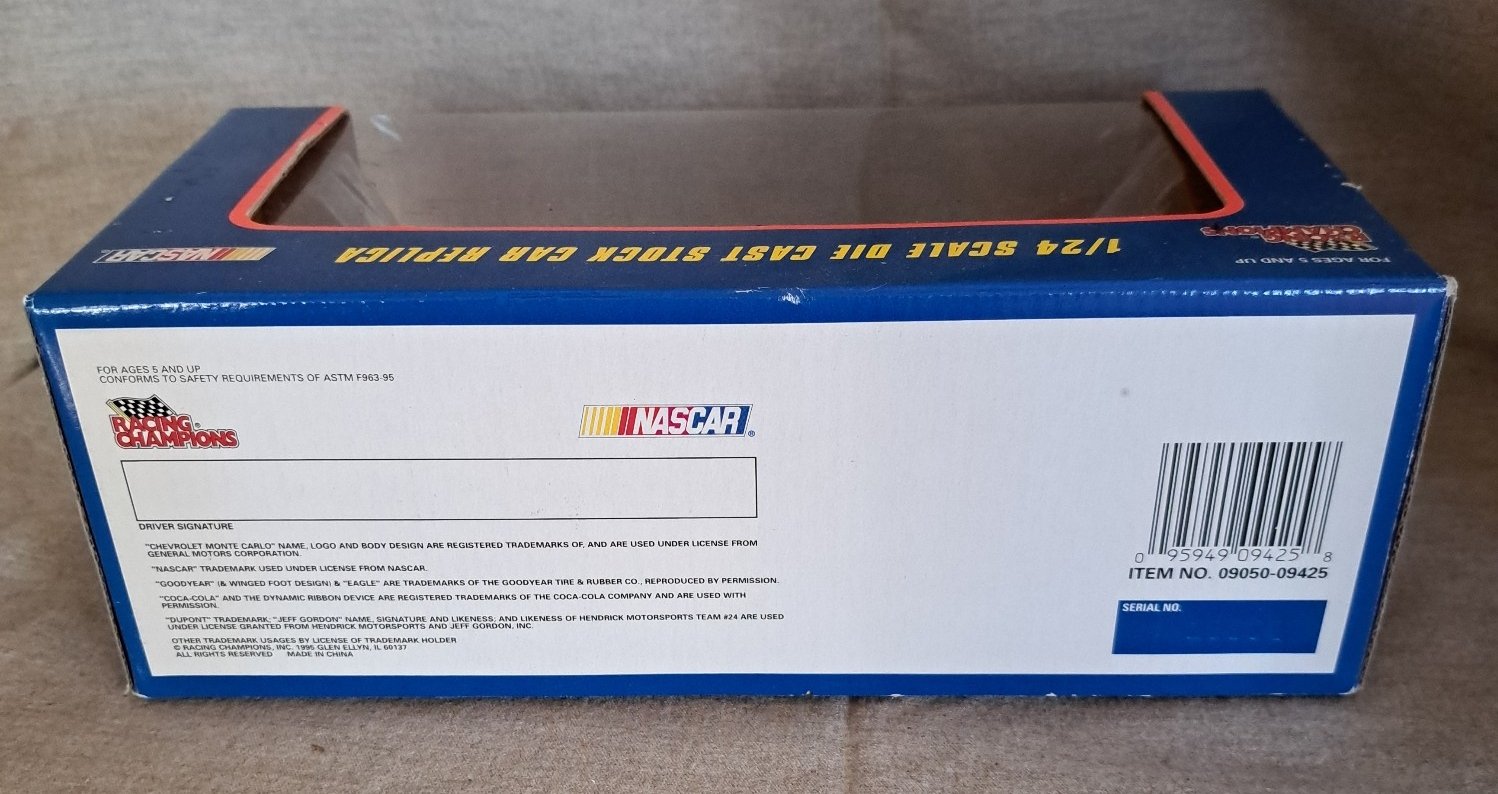 FOR AGES 5 AND UP
RACING CHAMPIONS
1/24 SCALE DIE CAST STOCK CAR REPLICA
NASCAR
FOR AGES 5 AND UP
CONFORMS TO SAFETY REQUIREMENTS OF ASTM F963-95
RACING
CHAMPIONS
NASCAR®
DRIVER SIGNATURE
"CHEVROLET MONTE CARLO" NAME, LOGO AND BODY DESIGN ARE REGISTERED TRADEMARKS OF, AND ARE USED UNDER LICENSE FROM
GENERAL MOTORS CORPORATION.
"NASCAR" TRADEMARK USED UNDER LICENSE FROM NASCAR.
"GOODYEAR" (& WINGED FOOT DESIGN) & "EAGLE" ARE TRADEMARKS OF THE GOODYEAR TIRE & RUBBER CO., REPRODUCED BY PERMISSION.
"COCA-COLA" AND THE DYNAMIC RIBBON DEVICE ARE REGISTERED TRADEMARKS OF THE COCA-COLA COMPANY AND ARE USED WITH
PERMISSION.
"DUPONT" TRADEMARK; "JEFF GORDON" NAME, SIGNATURE AND LIKENESS; AND LIKENESS OF HENDRICK MOTORSPORTS TEAM #24 ARE USED
UNDER LICENSE GRANTED FROM HENDRICK MOTORSPORTS AND JEFF GORDON, INC.
OTHER TRADEMARK USAGES BY LICENSE OF TRADEMARK HOLDER
© RACING CHAMPIONS, INC. 1995 GLEN ELLYN, IL 60137
ALL RIGHTS RESERVED MADE IN CHINA
0 95949 09425 8
ITEM NO. 09050-09425
SERIAL NO.